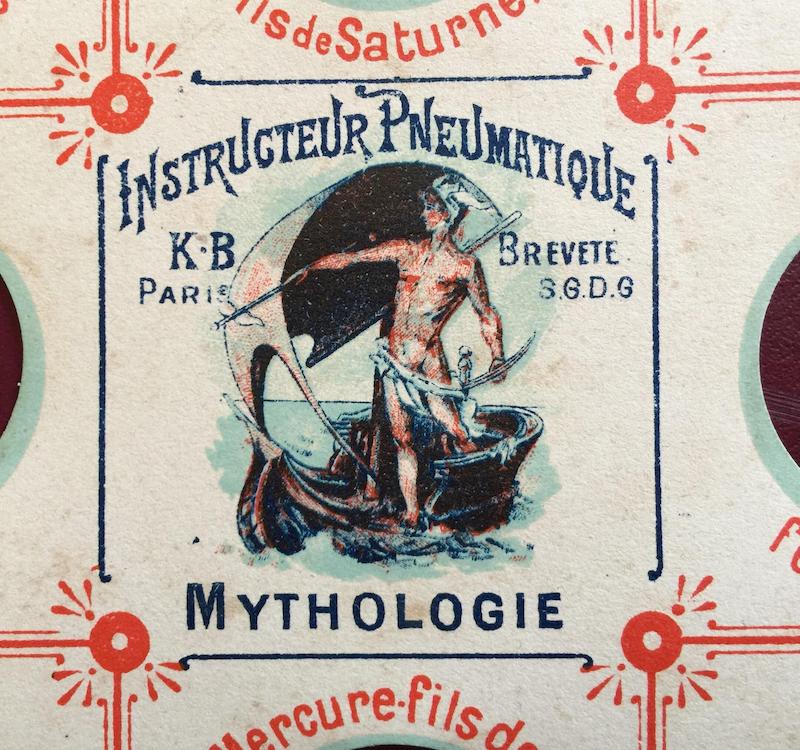 fils de Saturne
INSTRUCTEUR PNEUMATIQUE
K·B BREVETE
PARIS S.G.D.G
MYTHOLOGIE
Mercure-fils de